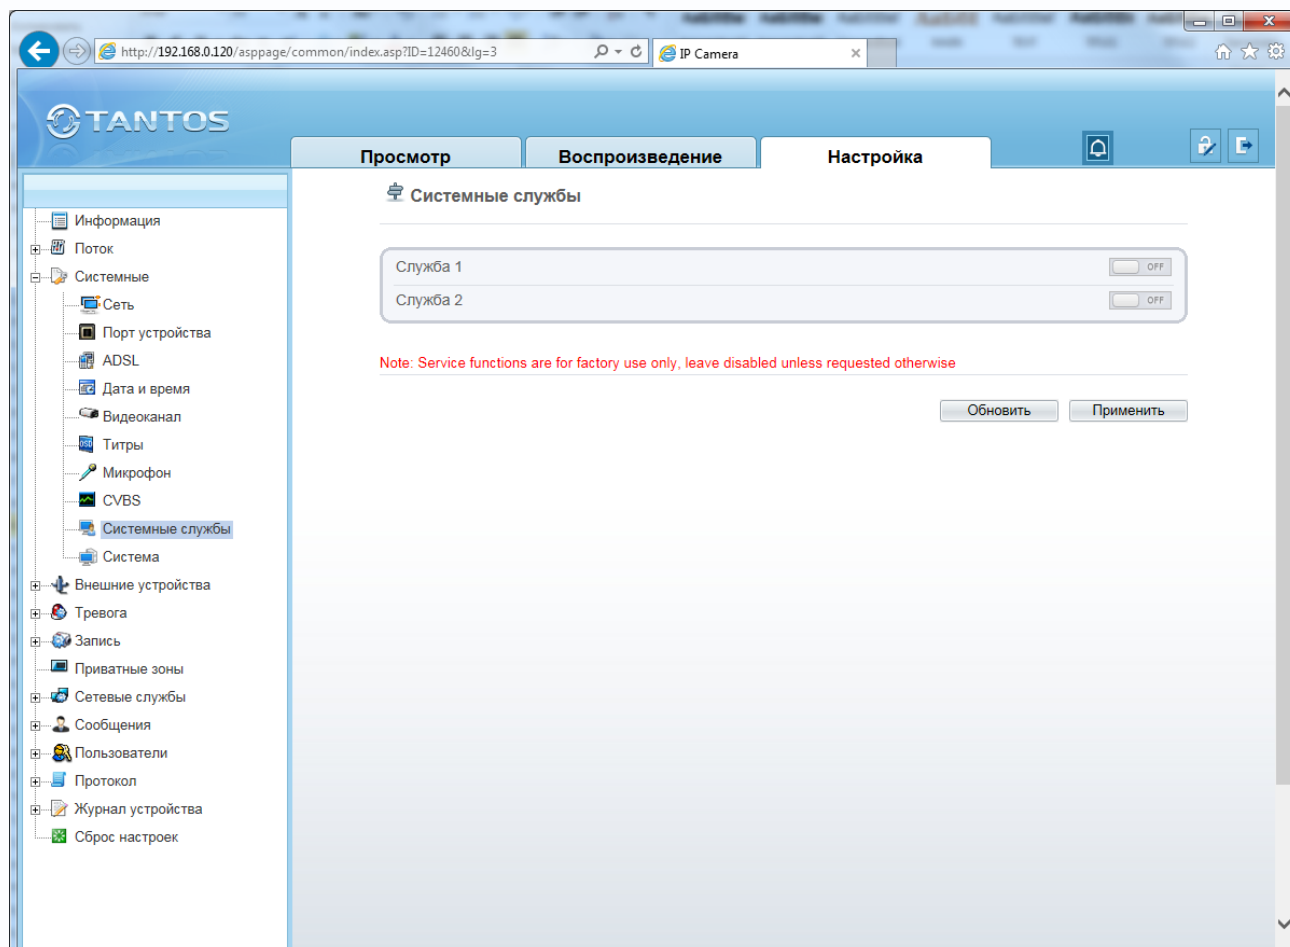 http://192.168.0.120/asppage/common/index.asp?ID=12460&lg=3
IP Camera
TANTOS
Просмотр
Воспроизведение
Настройка
Системные службы
Информация
Поток
Системные
Сеть
Порт устройства
ADSL
Дата и время
Видеоканал
Титры
Микрофон
CVBS
Системные службы
Система
Внешние устройства
Тревога
Запись
Приватные зоны
Сетевые службы
Сообщения
Пользователи
Протокол
Журнал устройства
Сброс настроек
Служба 1 OFF
Служба 2 OFF
Note: Service functions are for factory use only, leave disabled unless requested otherwise
Обновить
Применить